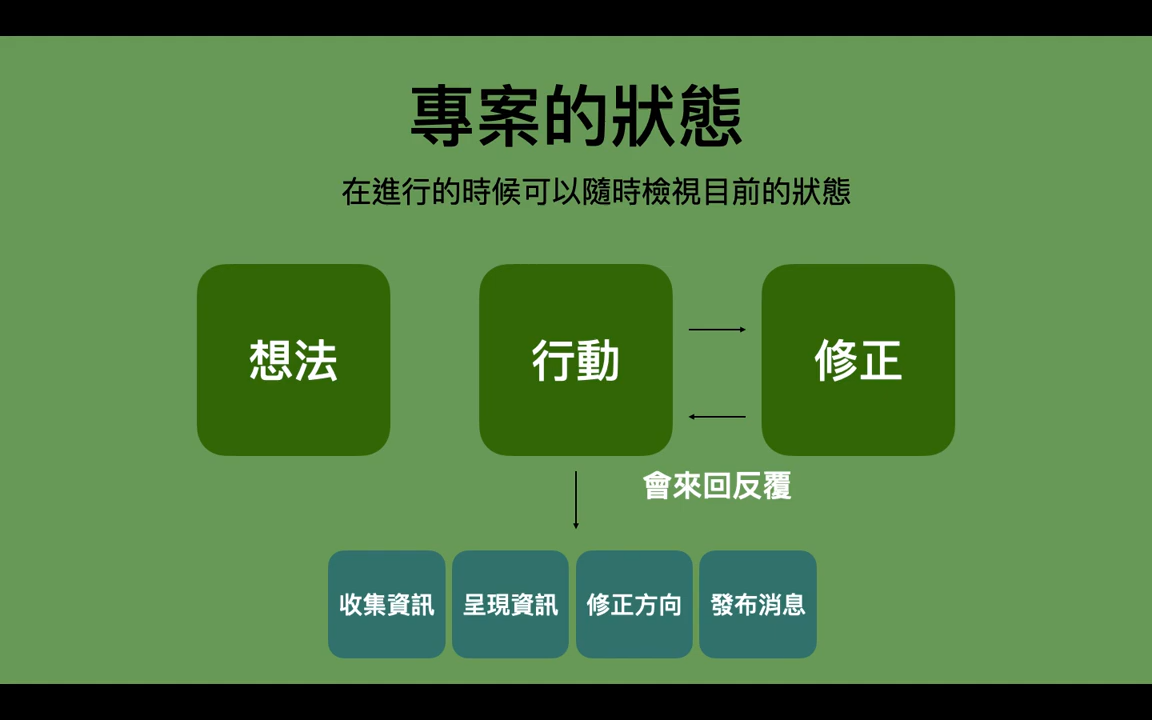 專案的狀態
在進行的時候可以隨時檢視目前的狀態
想法
行動
修正
會來回反覆
收集資訊
呈現資訊
修正方向
發布消息